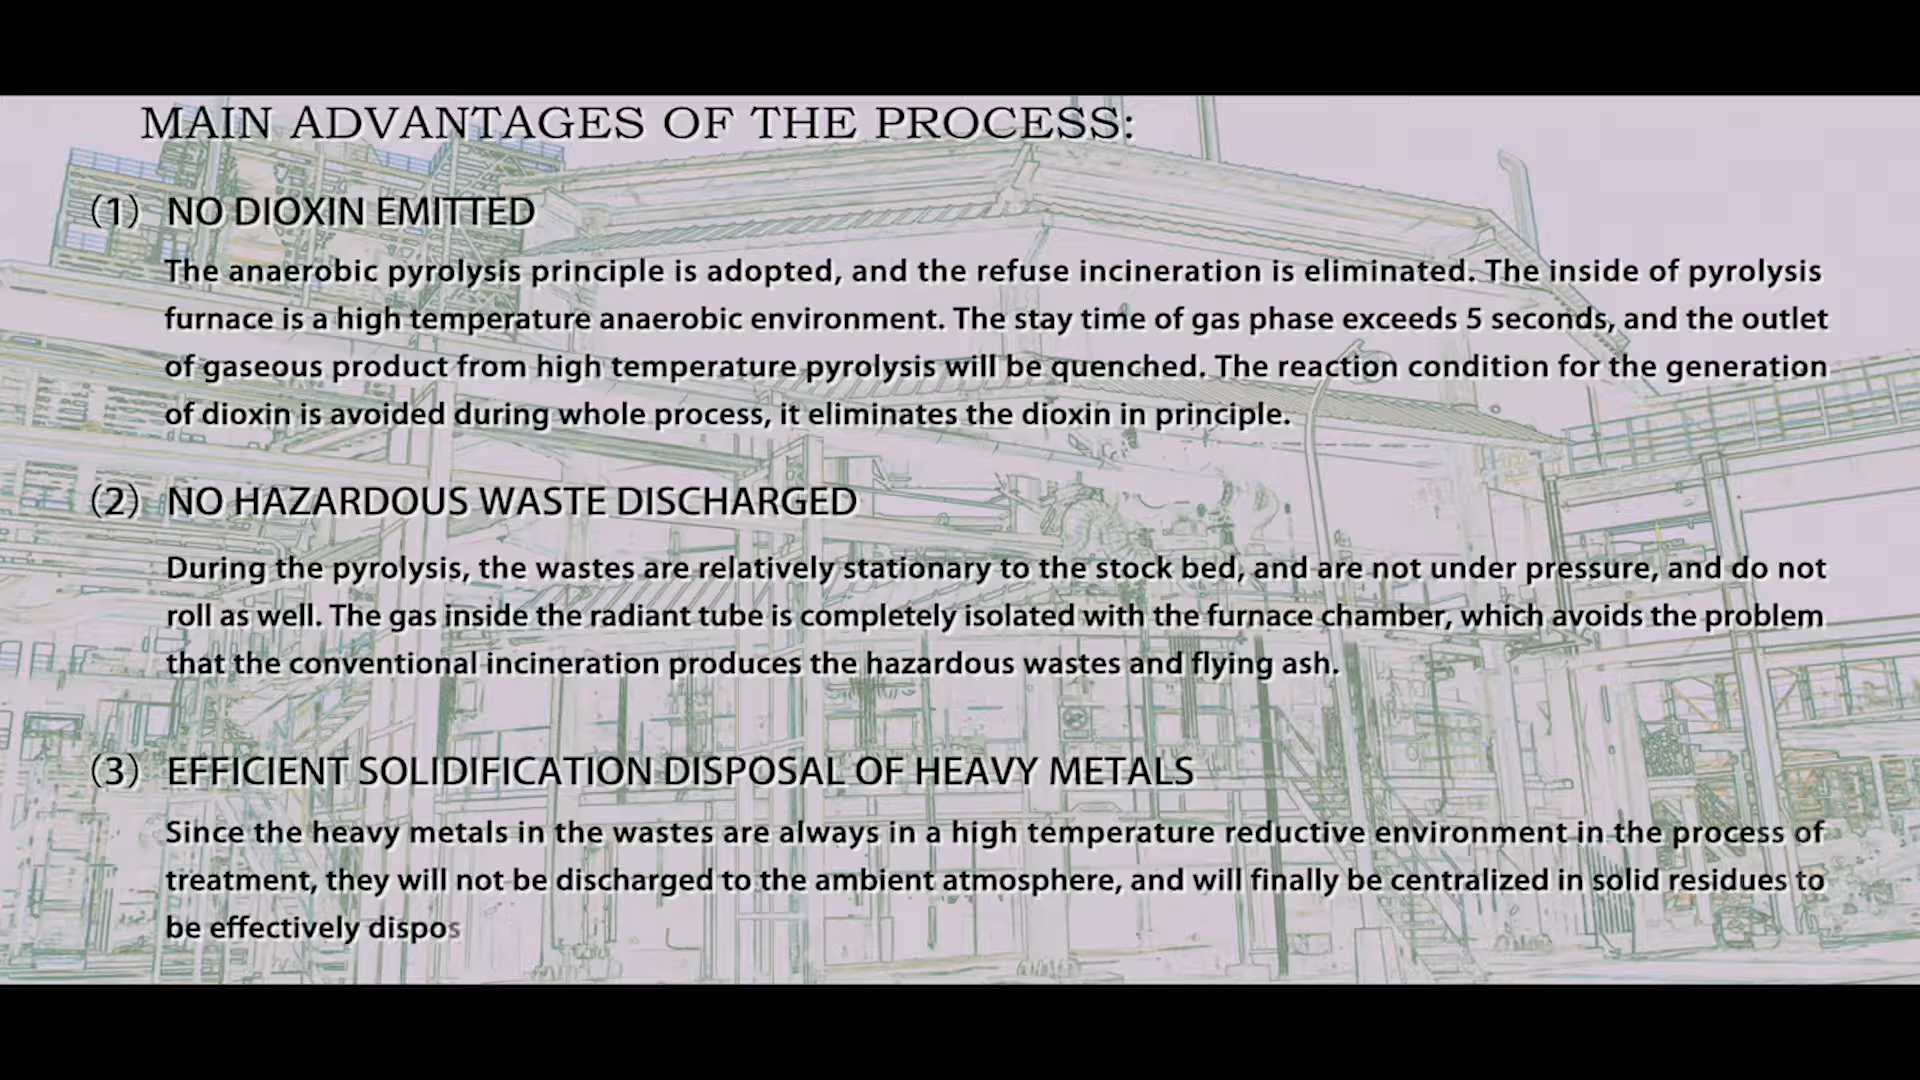 MAIN ADVANTAGES OF THE PROCESS:
(1) NO DIOXIN EMITTED
The anaerobic pyrolysis principle is adopted, and the refuse incineration is eliminated. The inside of pyrolysis
furnace is a high temperature anaerobic environment. The stay time of gas phase exceeds 5 seconds, and the outlet
of gaseous product from high temperature pyrolysis will be quenched. The reaction condition for the generation
of dioxin is avoided during whole process, it eliminates the dioxin in principle.
(2) NO HAZARDOUS WASTE DISCHARGED
During the pyrolysis, the wastes are relatively stationary to the stock bed, and are not under pressure, and do not
roll as well. The gas inside the radiant tube is completely isolated with the furnace chamber, which avoids the problem
that the conventional incineration produces the hazardous wastes and flying ash.
(3) EFFICIENT SOLIDIFICATION DISPOSAL OF HEAVY METALS
Since the heavy metals in the wastes are always in a high temperature reductive environment in the process of
treatment, they will not be discharged to the ambient atmosphere, and will finally be centralized in solid residues to
be effectively dispos